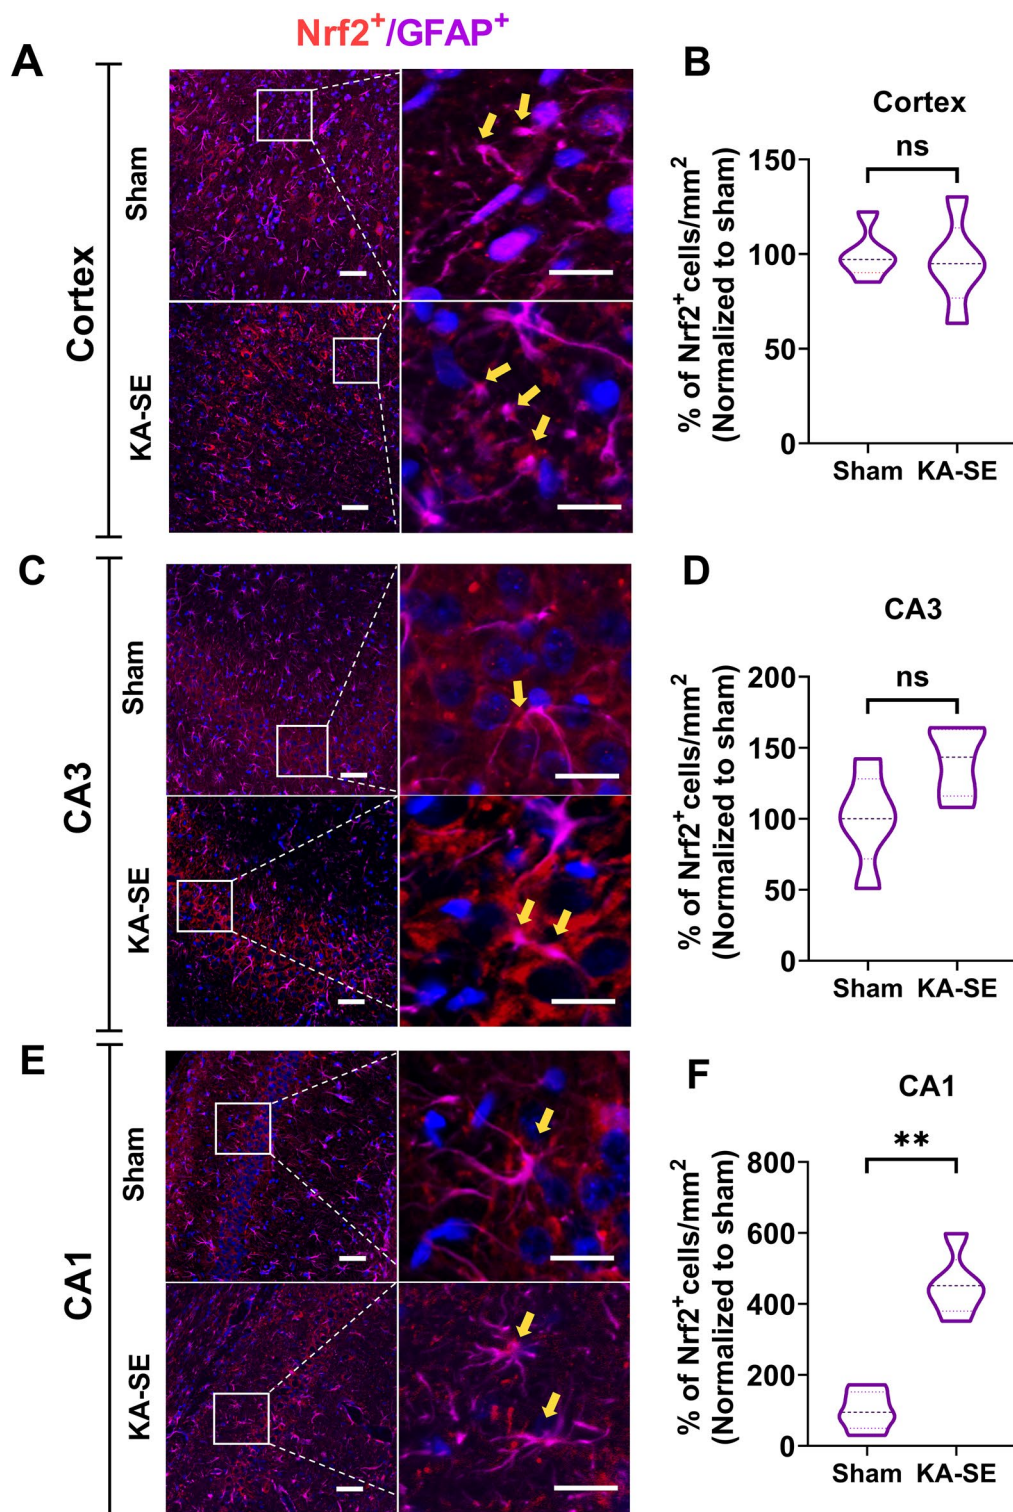 Nrf2⁺/GFAP⁺
A
Cortex
Sham
KA-SE
B
Cortex
ns
% of Nrf2⁺cells/mm²
(Normalized to sham)
150
100
50
0
Sham KA-SE
C
CA3
Sham
KA-SE
D
CA3
ns
% of Nrf2⁺cells/mm²
(Normalized to sham)
200
150
100
50
0
Sham KA-SE
E
CA1
Sham
KA-SE
F
CA1
**
% of Nrf2⁺cells/mm²
(Normalized to sham)
800
600
400
200
0
Sham KA-SE